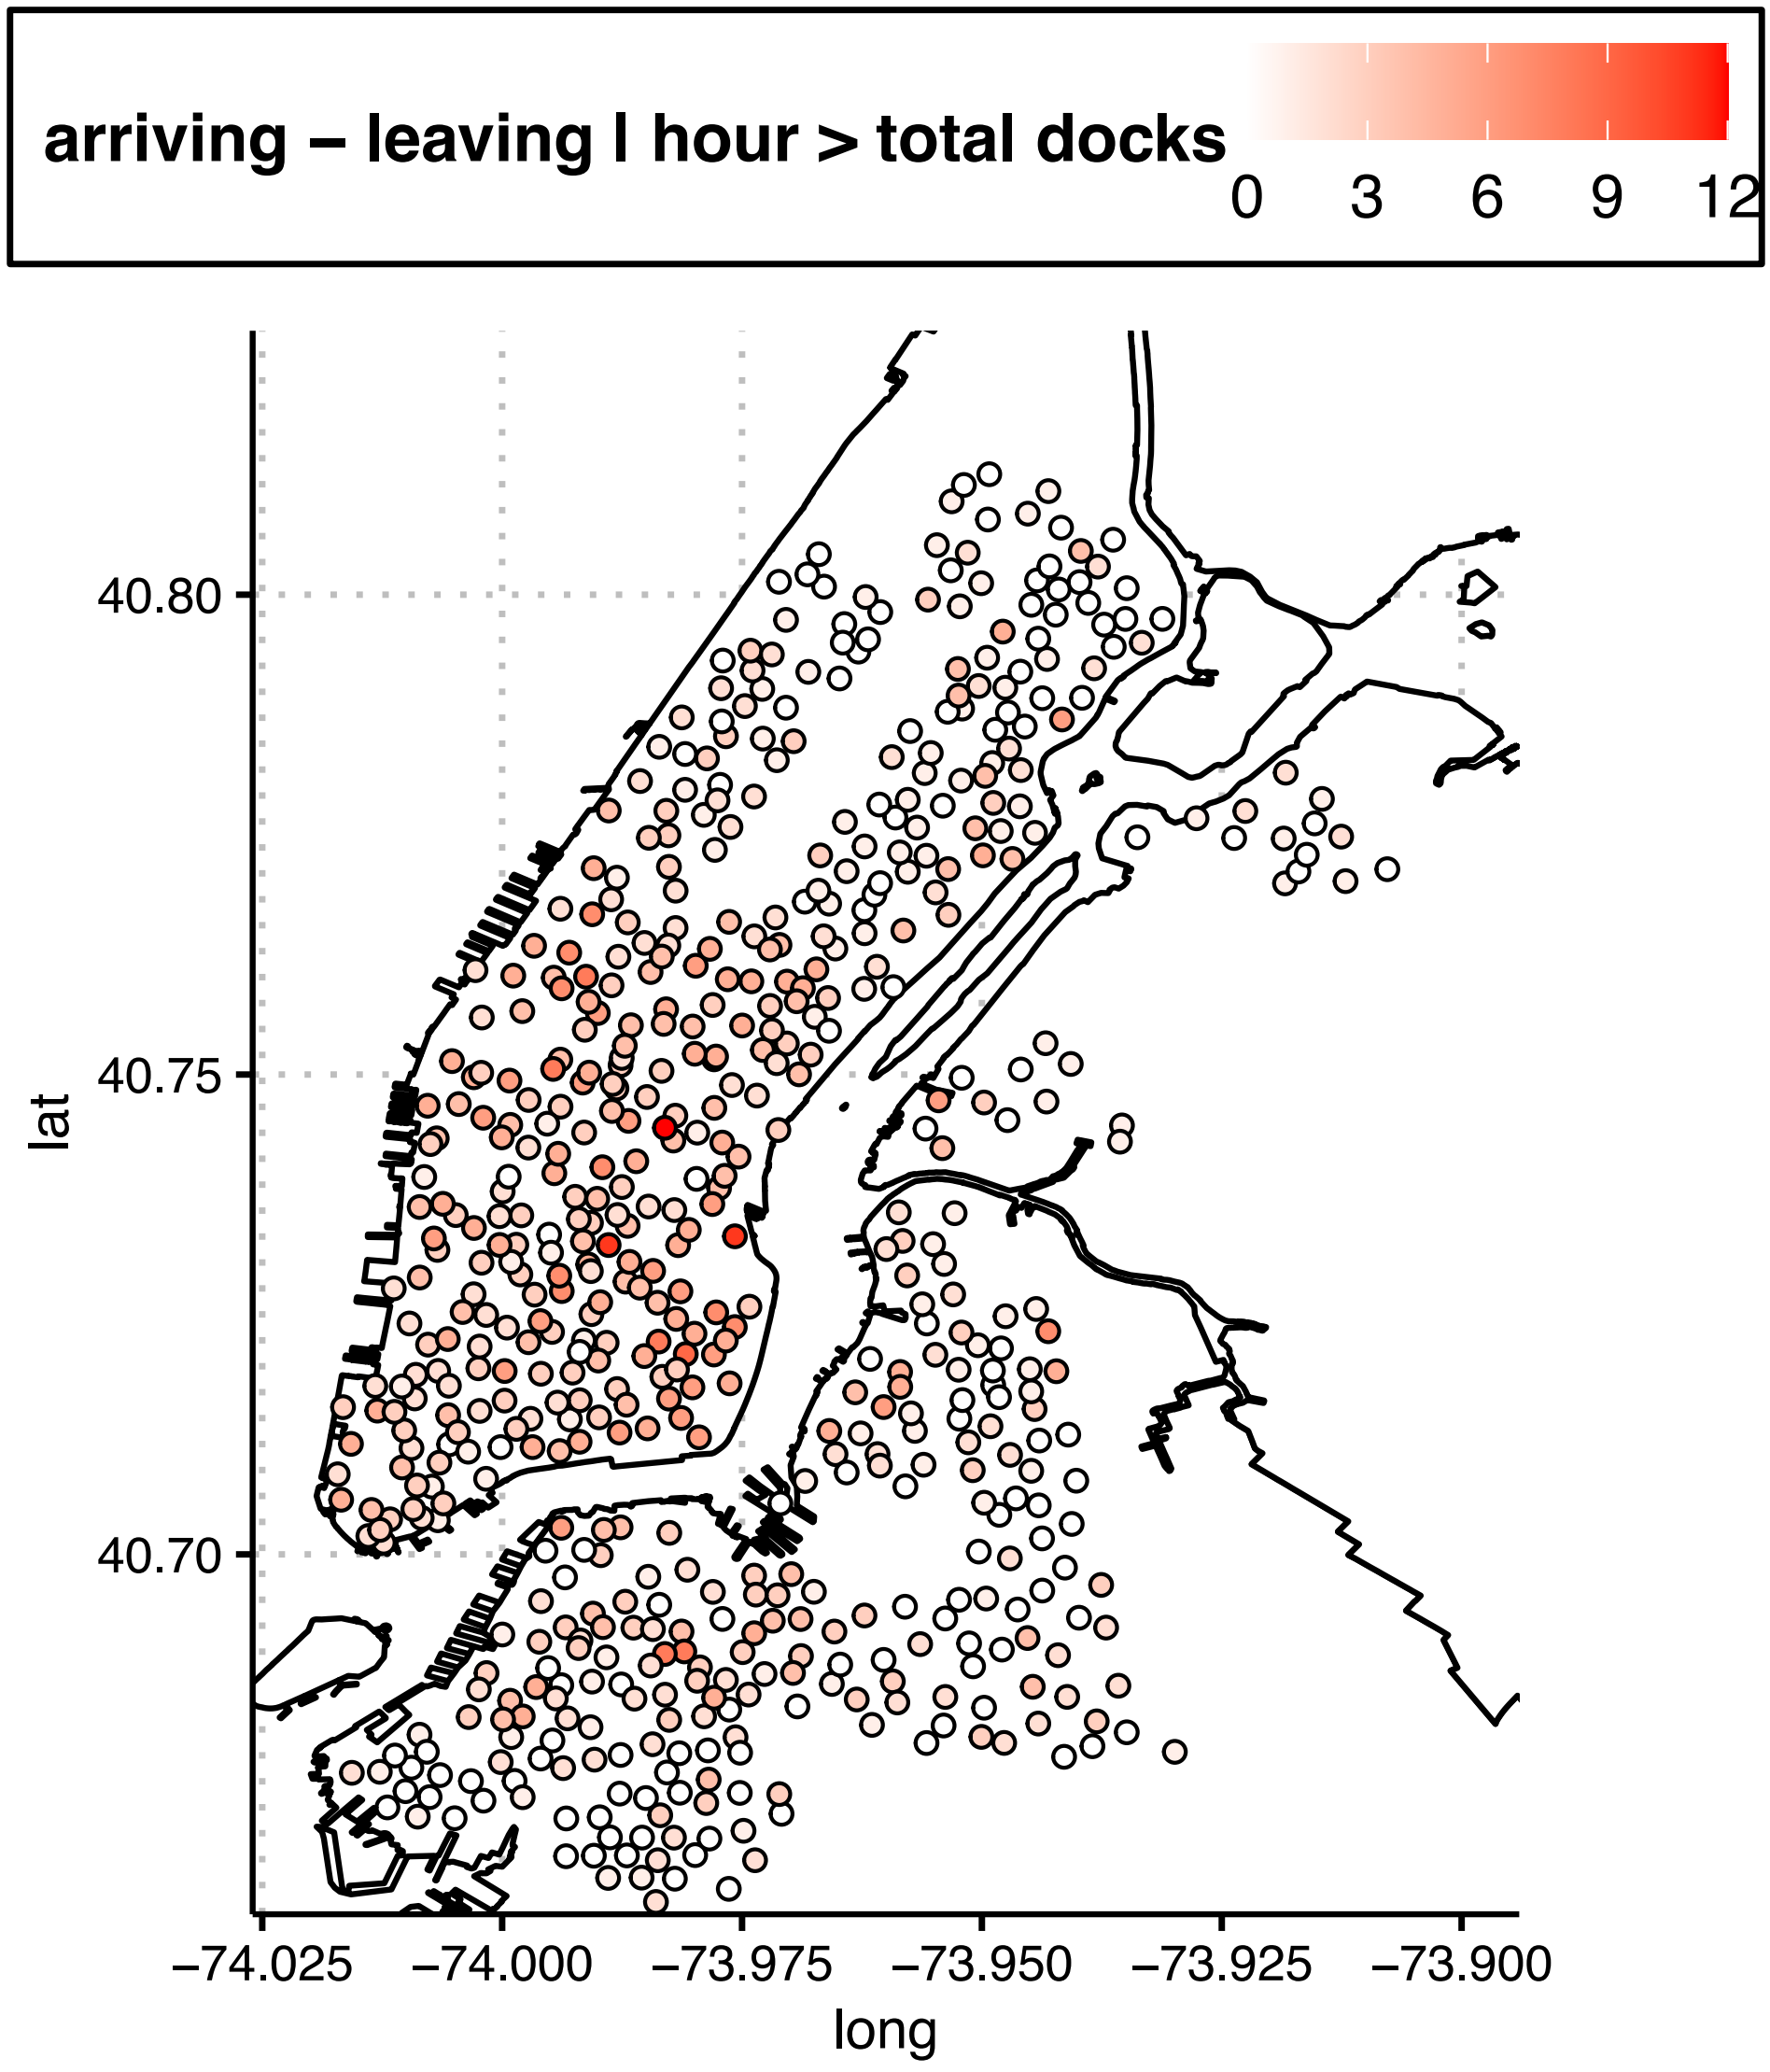 arriving − leaving | hour > total docks
0 3 6 9 12
40.80
40.75
40.70
lat
−74.025 −74.000 −73.975 −73.950 −73.925 −73.900
long